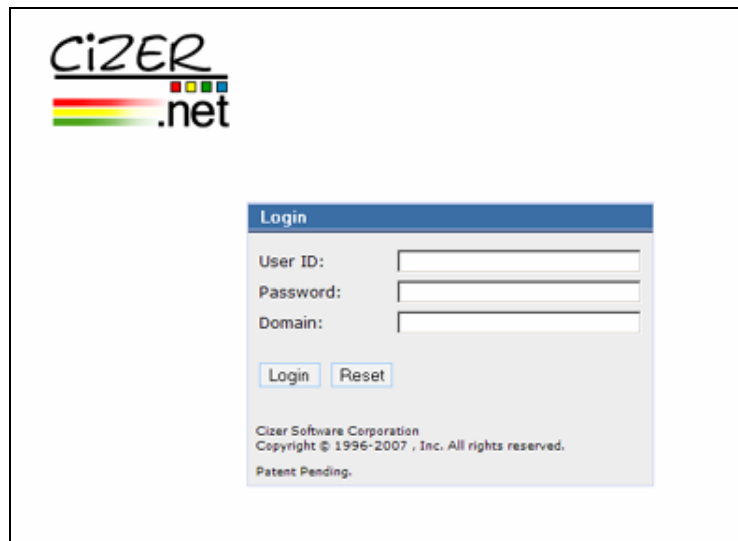 CiZER
.net
Login
User ID:
Password:
Domain:
Login Reset
Cizer Software Corporation
Copyright © 1996-2007 , Inc. All rights reserved.
Patent Pending.